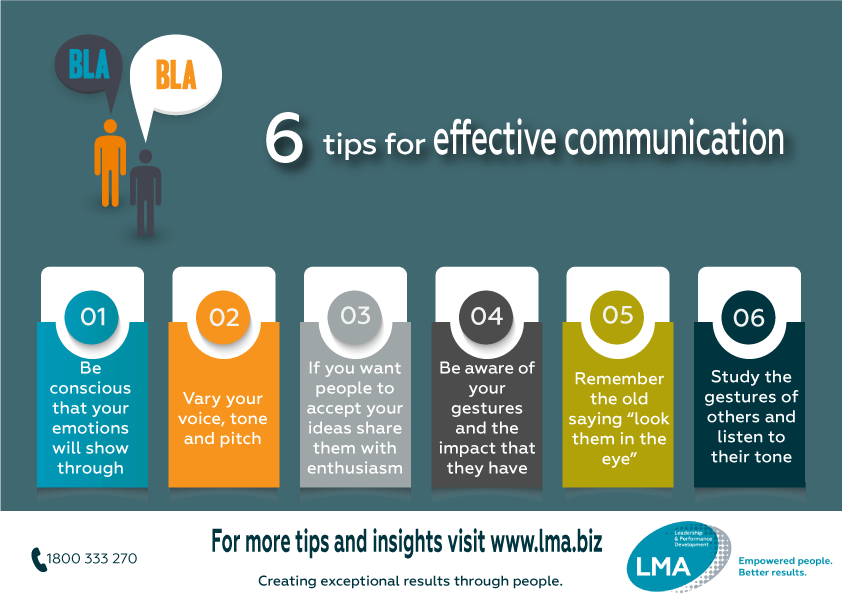 BLA
BLA
6 tips for effective communication
01
Be
conscious
that your
emotions
will show
through
02
Vary your
voice, tone
and pitch
03
If you want
people to
accept your
ideas share
them with
enthusiasm
04
Be aware of
your
gestures
and the
impact that
they have
05
Remember
the old
saying “look
them in the
eye”
06
Study the
gestures of
others and
listen to
their tone
1800 333 270
For more tips and insights visit www.lma.biz
Creating exceptional results through people.
Leadership
& Performance
Development
LMA
Empowered people.
Better results.